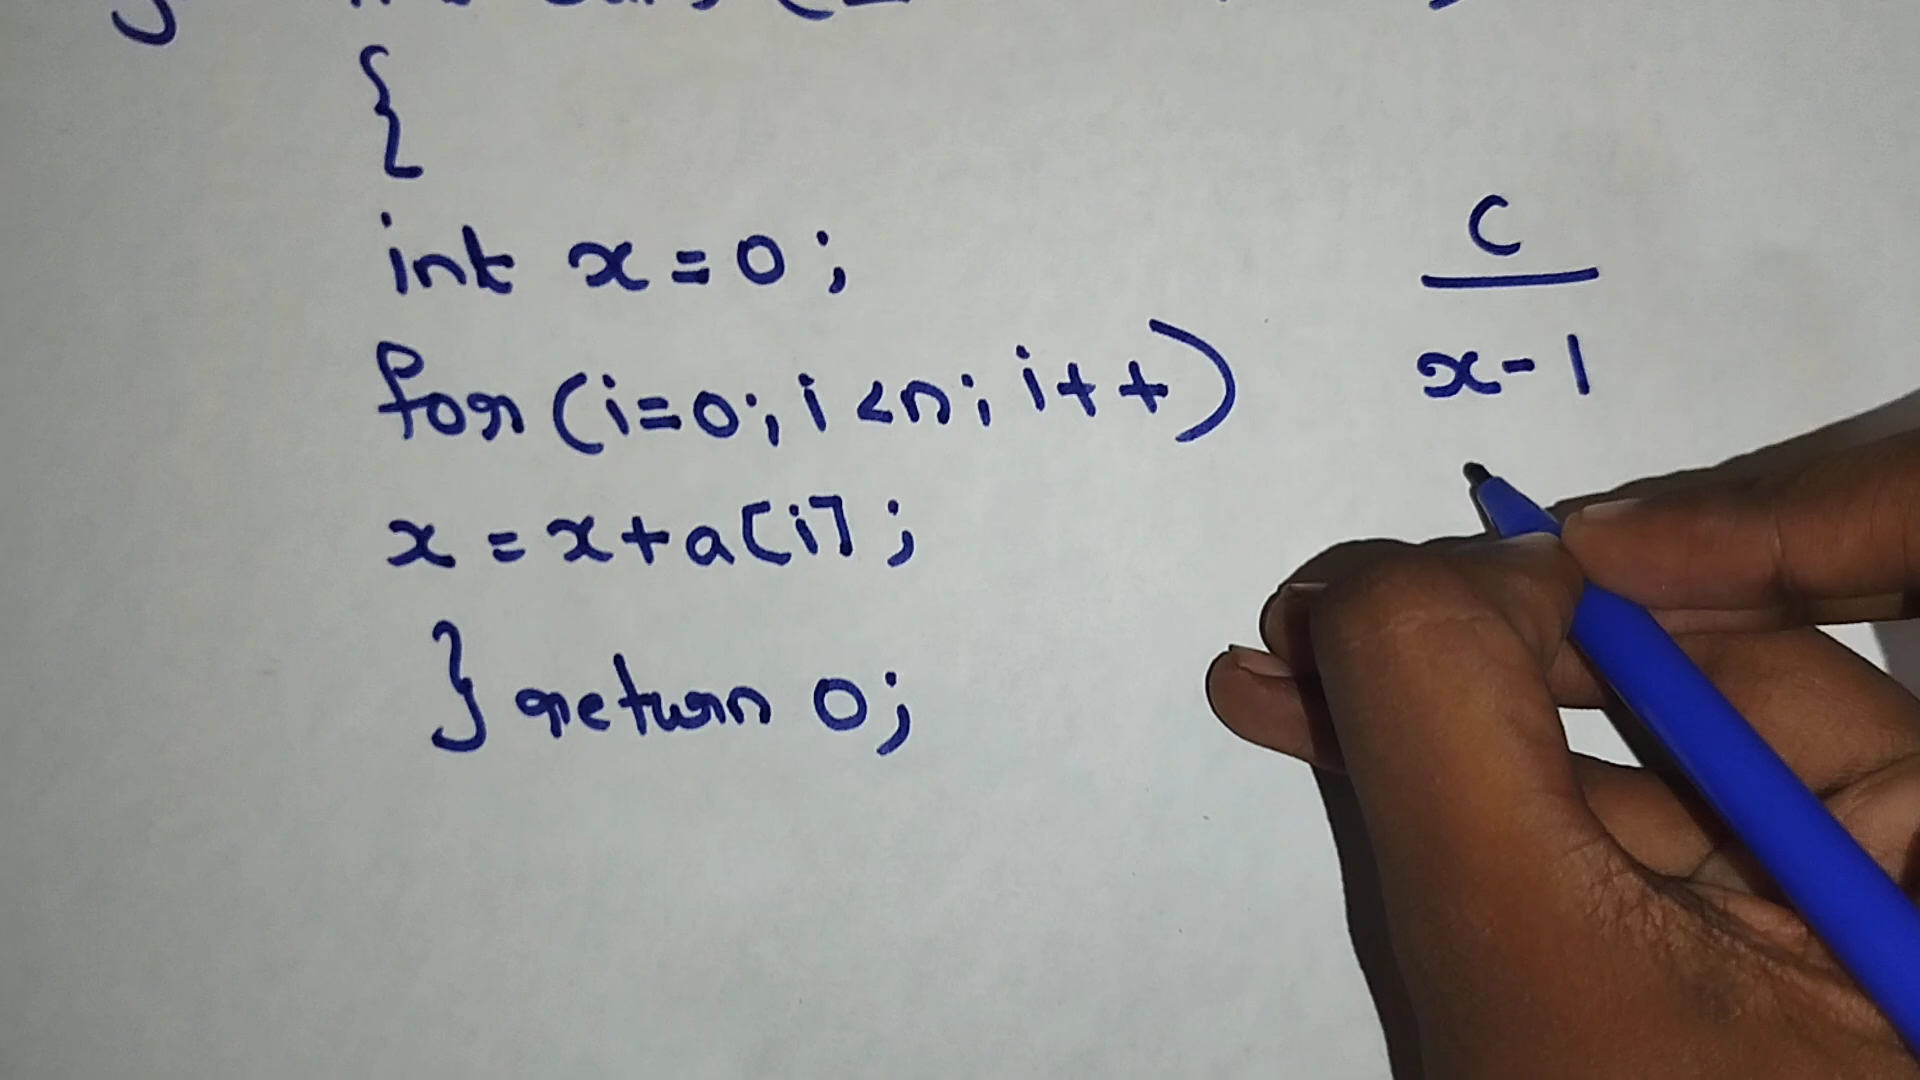 {
int x = 0 ;
for (i=0; i <n; i++)
x = x+a[i] ;
} return 0;
C
x-1